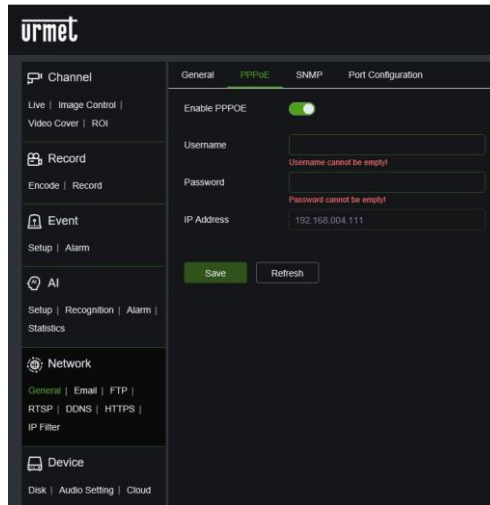 urmet
Channel
Live | Image Control |
Video Cover | ROI
Record
Encode | Record
Event
Setup | Alarm
AI
Setup | Recognition | Alarm |
Statistics
Network
General | Email | FTP |
RTSP | DDNS | HTTPS |
IP Filter
Device
Disk | Audio Setting | Cloud
General PPPoE SNMP Port Configuration
Enable PPPOE
Username
Username cannot be empty!
Password
Password cannot be empty!
IP Address 192.168.004.111
Save Refresh